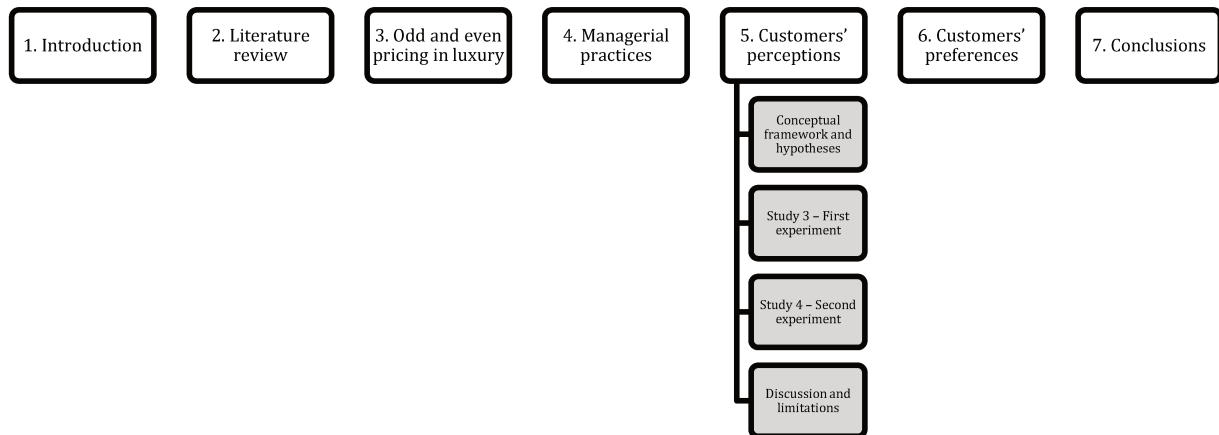 1. Introduction
2. Literature
review
3. Odd and even
pricing in luxury
4. Managerial
practices
5. Customers’
perceptions
6. Customers’
preferences
7. Conclusions
Conceptual
framework and
hypotheses
Study 3 – First
experiment
Study 4 – Second
experiment
Discussion and
limitations